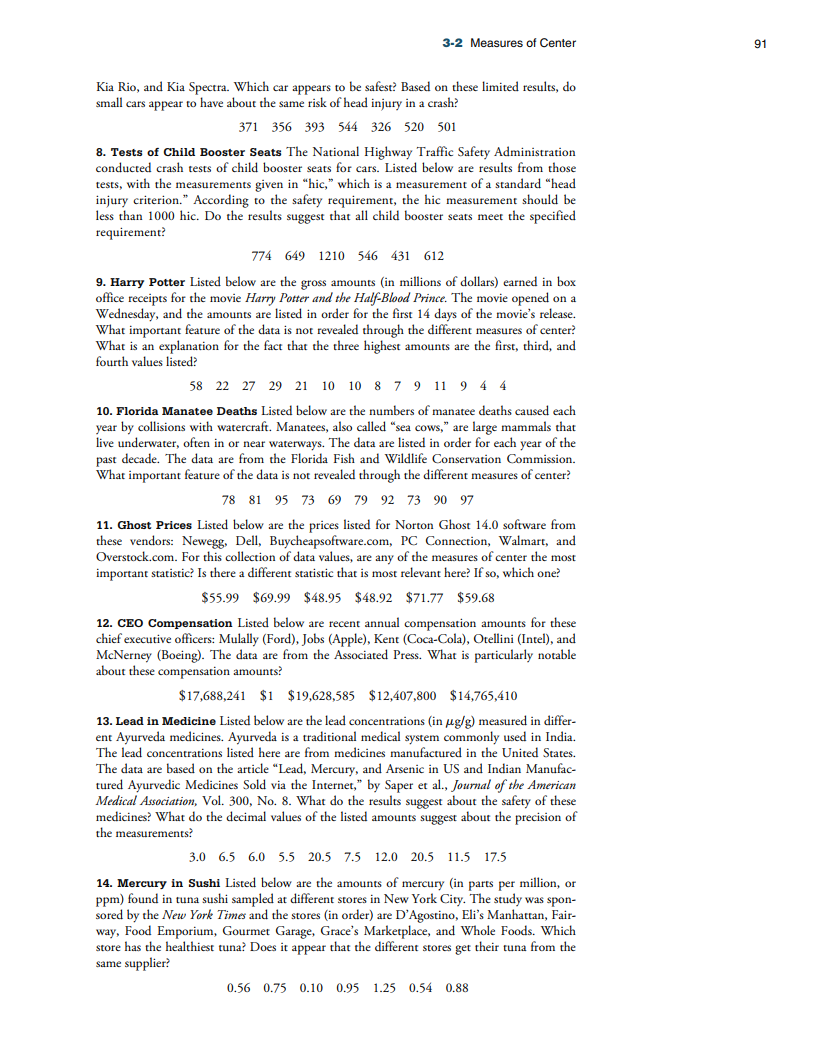 3-2 Measures of Center 91
Kia Rio, and Kia Spectra. Which car appears to be safest? Based on these limited results, do
small cars appear to have about the same risk of head injury in a crash?
371 356 393 544 326 520 501
8. Tests of Child Booster Seats The National Highway Traffic Safety Administration
conducted crash tests of child booster seats for cars. Listed below are results from those
tests, with the measurements given in “hic,” which is a measurement of a standard “head
injury criterion.” According to the safety requirement, the hic measurement should be
less than 1000 hic. Do the results suggest that all child booster seats meet the specified
requirement?
774 649 1210 546 431 612
9. Harry Potter Listed below are the gross amounts (in millions of dollars) earned in box
office receipts for the movie Harry Potter and the Half-Blood Prince. The movie opened on a
Wednesday, and the amounts are listed in order for the first 14 days of the movie’s release.
What important feature of the data is not revealed through the different measures of center?
What is an explanation for the fact that the three highest amounts are the first, third, and
fourth values listed?
58 22 27 29 21 10 10 8 7 9 11 9 4 4
10. Florida Manatee Deaths Listed below are the numbers of manatee deaths caused each
year by collisions with watercraft. Manatees, also called “sea cows,” are large mammals that
live underwater, often in or near waterways. The data are listed in order for each year of the
past decade. The data are from the Florida Fish and Wildlife Conservation Commission.
What important feature of the data is not revealed through the different measures of center?
78 81 95 73 69 79 92 73 90 97
11. Ghost Prices Listed below are the prices listed for Norton Ghost 14.0 software from
these vendors: Newegg, Dell, Buycheapsoftware.com, PC Connection, Walmart, and
Overstock.com. For this collection of data values, are any of the measures of center the most
important statistic? Is there a different statistic that is most relevant here? If so, which one?
$55.99 $69.99 $48.95 $48.92 $71.77 $59.68
12. CEO Compensation Listed below are recent annual compensation amounts for these
chief executive officers: Mulally (Ford), Jobs (Apple), Kent (Coca-Cola), Otellini (Intel), and
McNerney (Boeing). The data are from the Associated Press. What is particularly notable
about these compensation amounts?
$17,688,241 $1 $19,628,585 $12,407,800 $14,765,410
13. Lead in Medicine Listed below are the lead concentrations (in μg/g) measured in differ-
ent Ayurveda medicines. Ayurveda is a traditional medical system commonly used in India.
The lead concentrations listed here are from medicines manufactured in the United States.
The data are based on the article “Lead, Mercury, and Arsenic in US and Indian Manufac-
tured Ayurvedic Medicines Sold via the Internet,” by Saper et al., Journal of the American
Medical Association, Vol. 300, No. 8. What do the results suggest about the safety of these
medicines? What do the decimal values of the listed amounts suggest about the precision of
the measurements?
3.0 6.5 6.0 5.5 20.5 7.5 12.0 20.5 11.5 17.5
14. Mercury in Sushi Listed below are the amounts of mercury (in parts per million, or
ppm) found in tuna sushi sampled at different stores in New York City. The study was spon-
sored by the New York Times and the stores (in order) are D’Agostino, Eli’s Manhattan, Fair-
way, Food Emporium, Gourmet Garage, Grace’s Marketplace, and Whole Foods. Which
store has the healthiest tuna? Does it appear that the different stores get their tuna from the
same supplier?
0.56 0.75 0.10 0.95 1.25 0.54 0.88